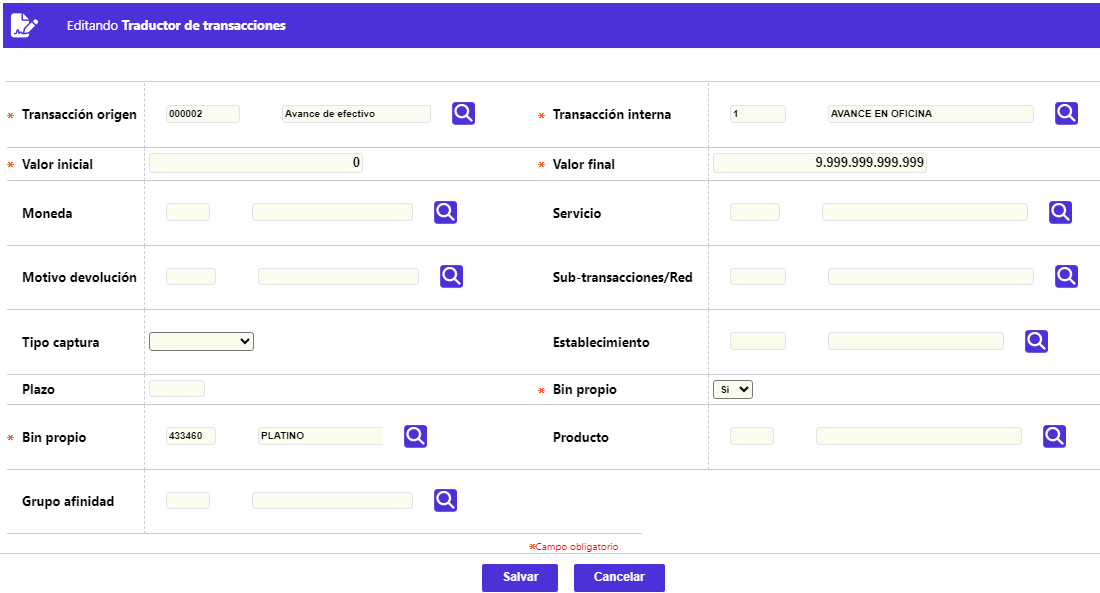 Editando Traductor de transacciones
* Transacción origen 000002 Avance de efectivo * Transacción interna 1 AVANCE EN OFICINA
* Valor inicial 0 * Valor final 9.999.999.999.999
Moneda Servicio
Motivo devolución Sub-transacciones/Red
Tipo captura Establecimiento
Plazo * Bin propio Si
* Bin propio 433460 PLATINO Producto
Grupo afinidad
*Campo obligatorio
Salvar Cancelar